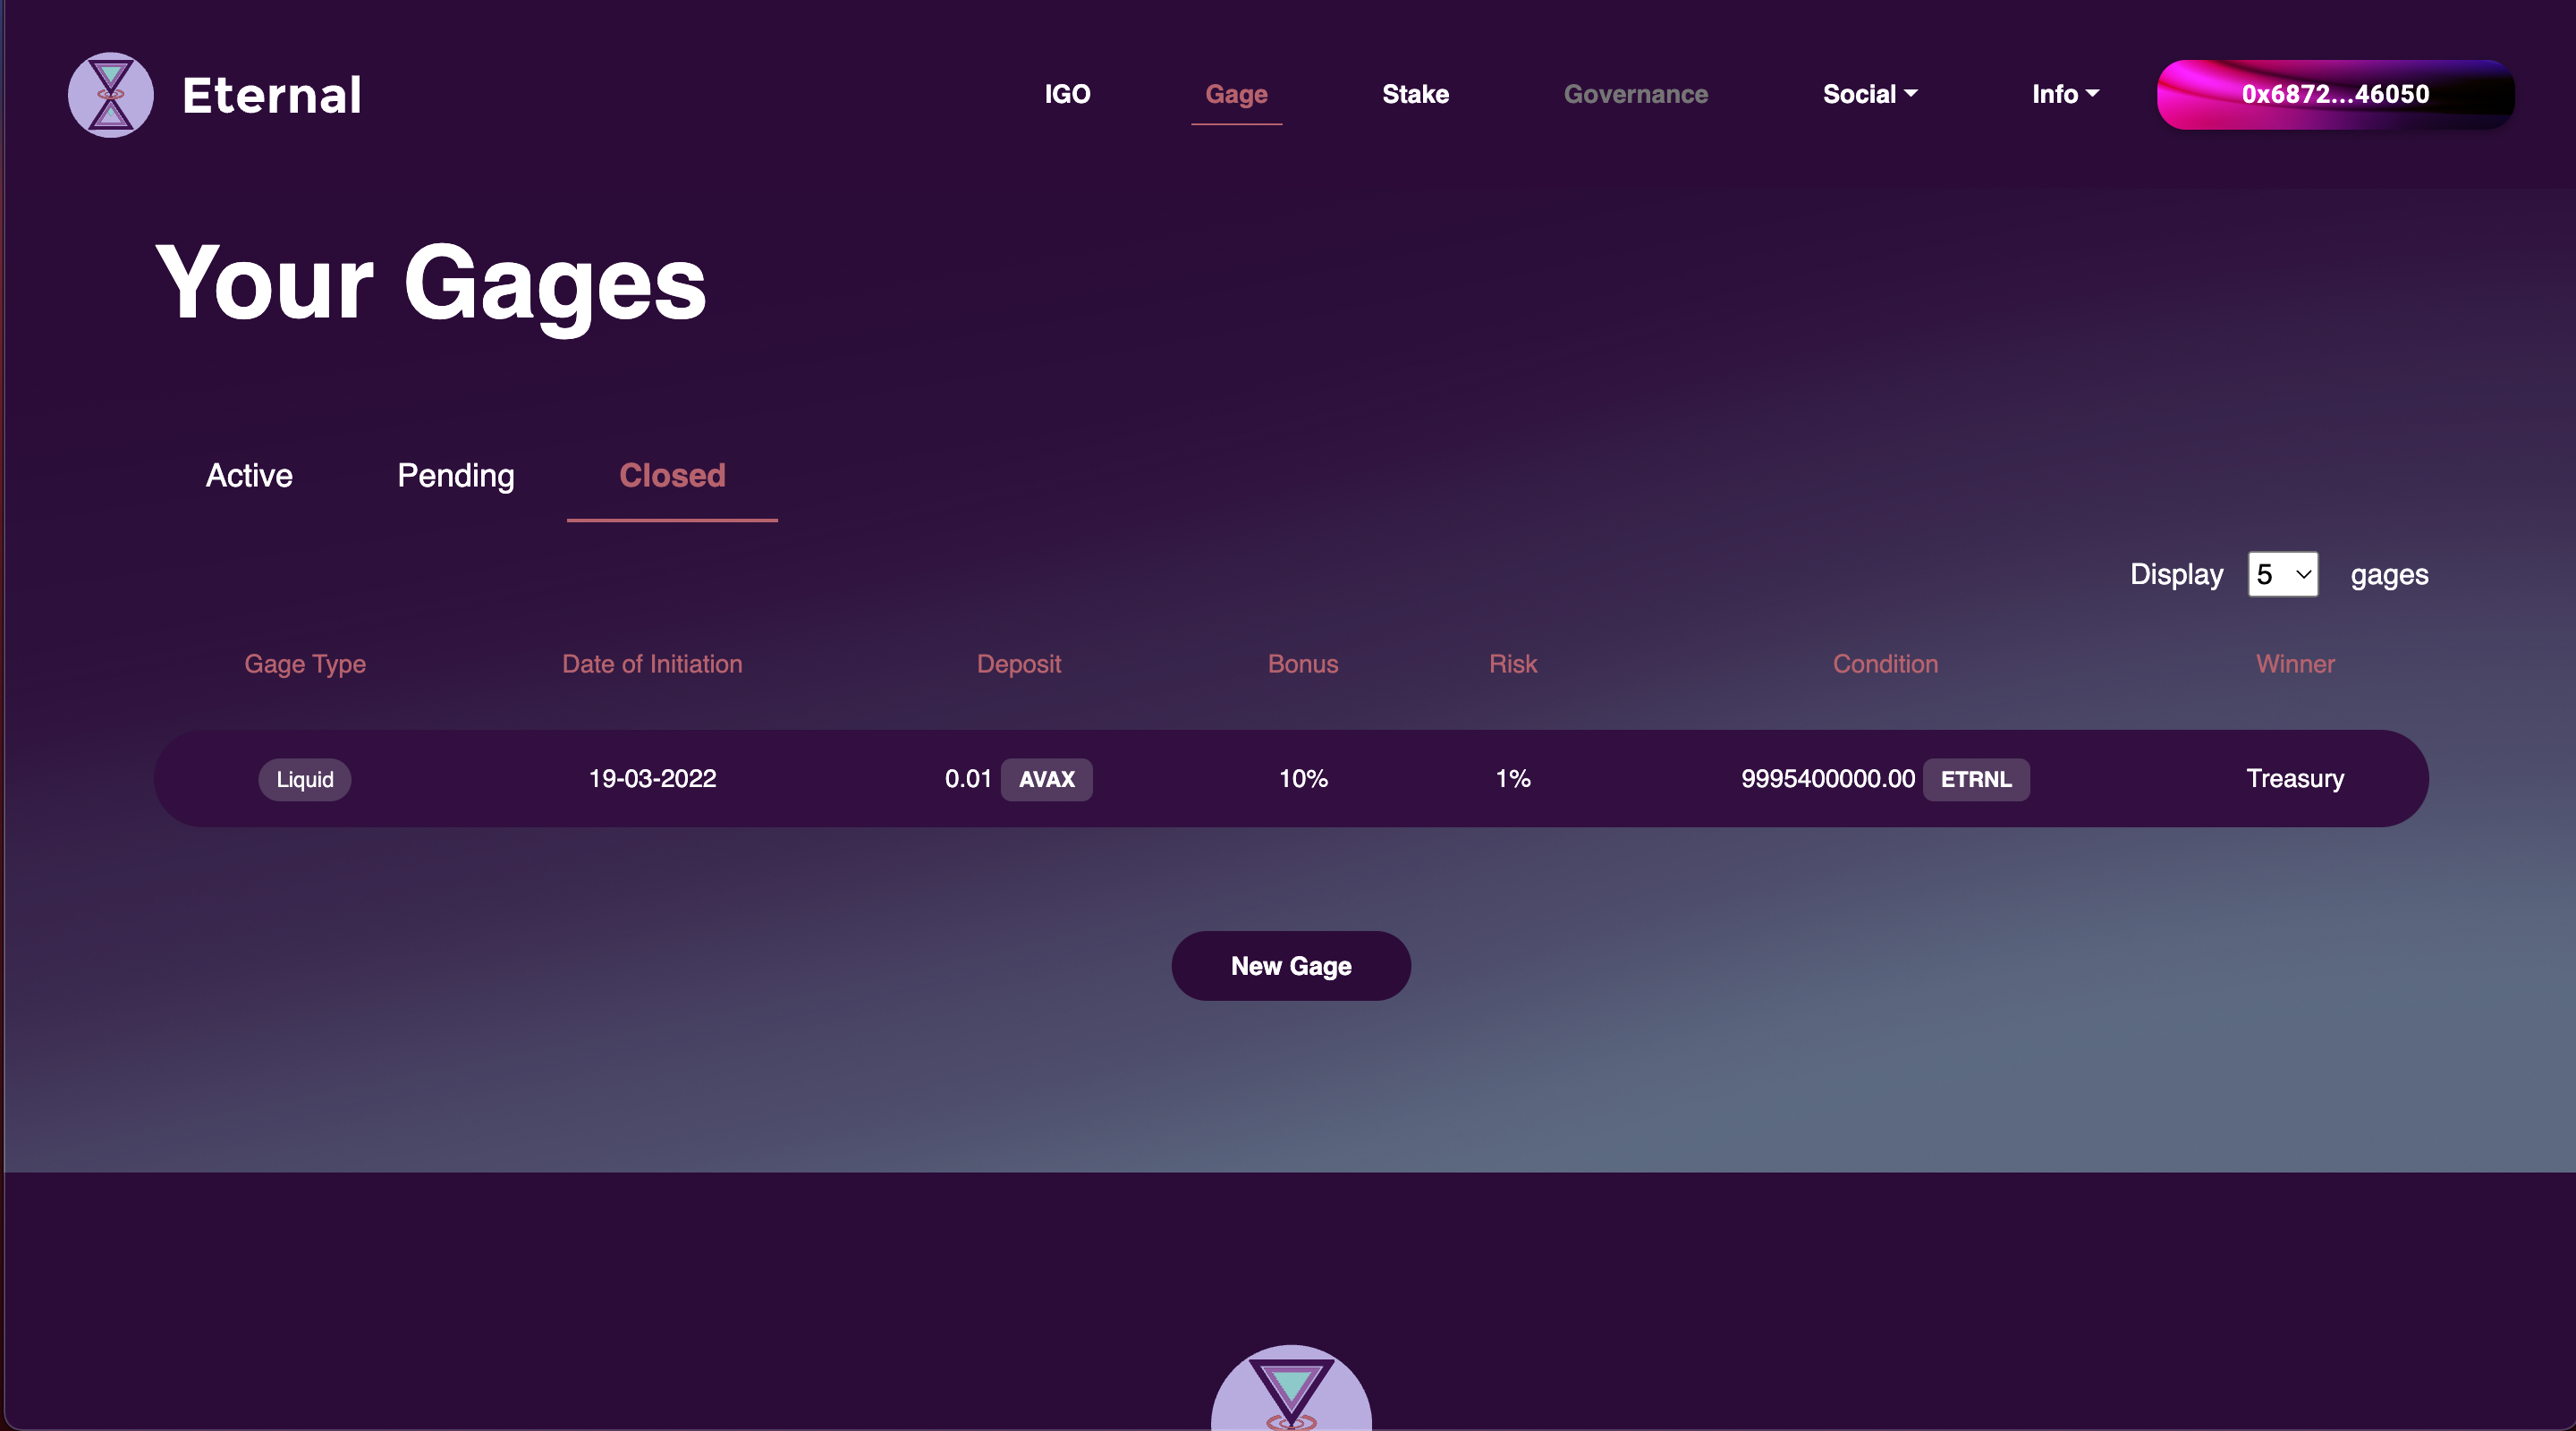 Eternal
IGO Gage Stake Governance Social Info 0x6872...46050
Your Gages
Active Pending Closed
Display 5 gages
Gage Type Date of Initiation Deposit Bonus Risk Condition Winner
Liquid 19-03-2022 0.01 AVAX 10% 1% 9995400000.00 ETRNL Treasury
New Gage